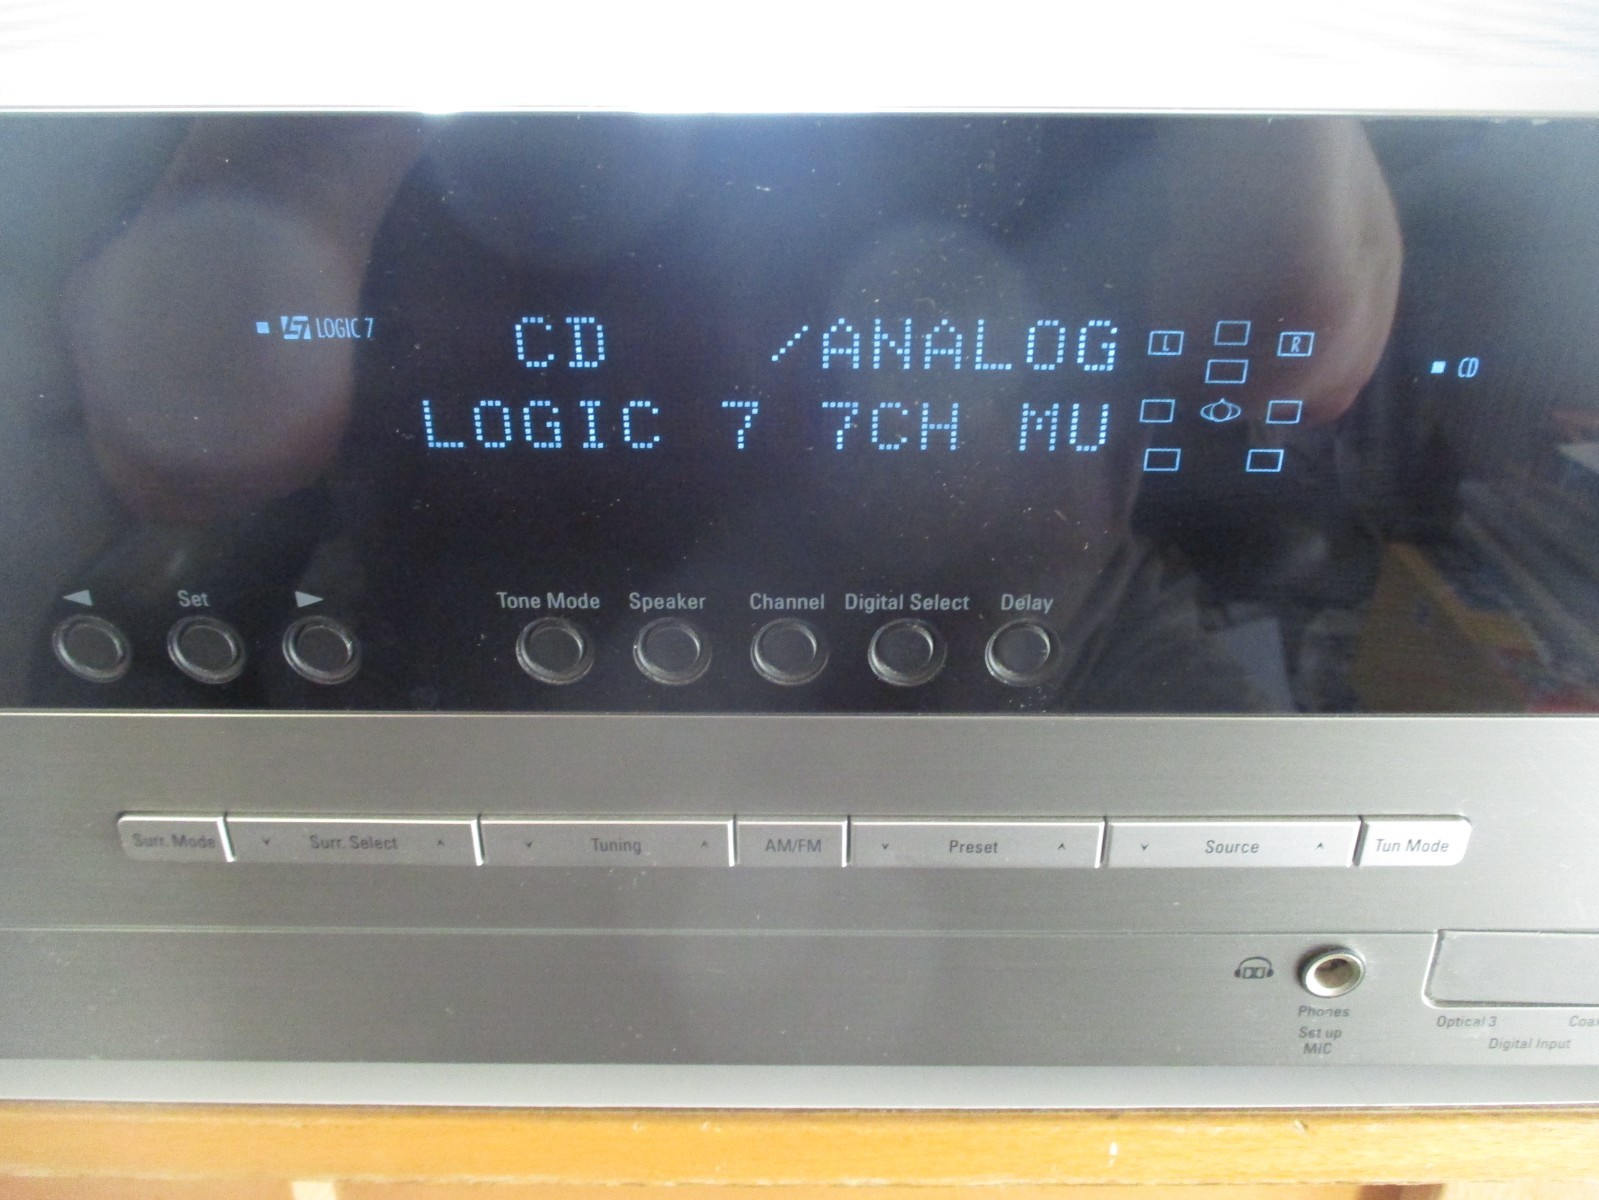 LOGIC 7
CD /ANALOG
L R
CD
LOGIC 7 7CH MU
Set
Tone Mode Speaker Channel Digital Select Delay
Surr. Mode Surr. Select Tuning AM/FM Preset Source Tun Mode
Phones
Set up
MIC
Optical 3 Coax
Digital Input